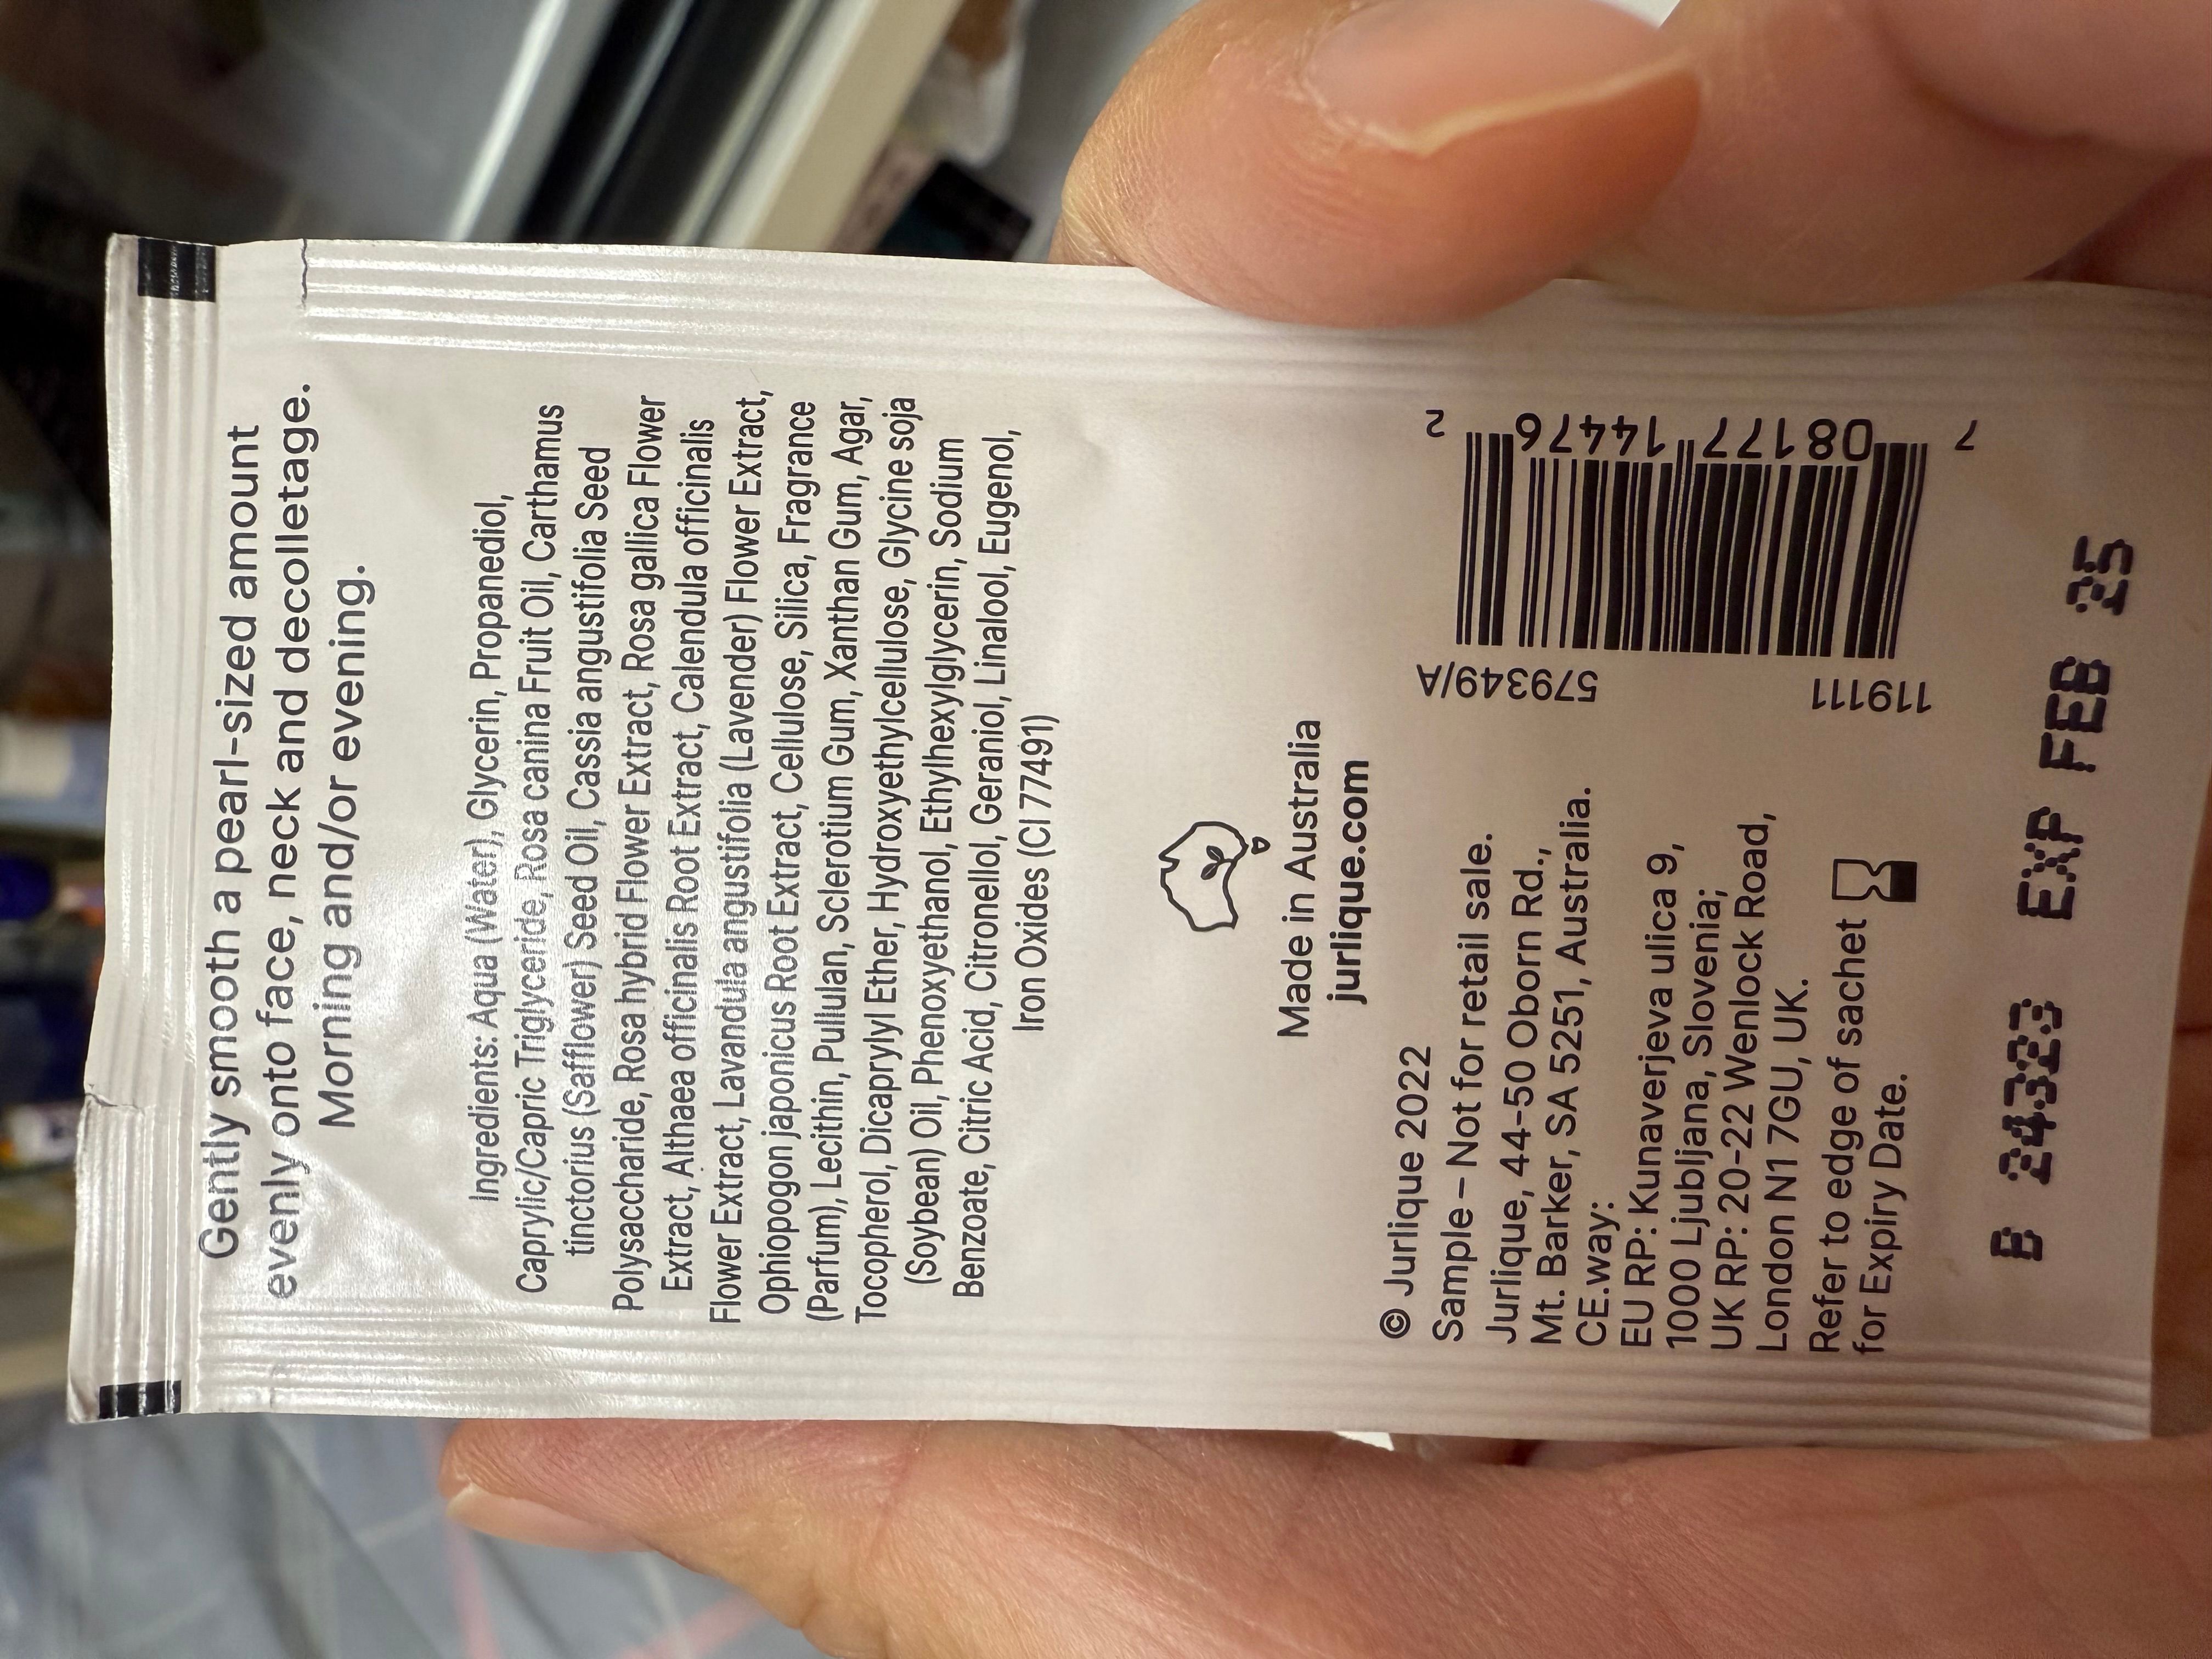 Gently smooth a pearl-sized amount
evenly onto face, neck and decolletage.
Morning and/or evening.
Ingredients: Aqua (Water), Glycerin, Propanediol,
Caprylic/Capric Triglyceride, Rosa canina Fruit Oil, Carthamus
tinctorius (Safflower) Seed Oil, Cassia angustifolia Seed
Polysaccharide, Rosa hybrid Flower Extract, Rosa gallica Flower
Extract, Althaea officinalis Root Extract, Calendula officinalis
Flower Extract, Lavandula angustifolia (Lavender) Flower Extract,
Ophiopogon japonicus Root Extract, Cellulose, Silica, Fragrance
(Parfum), Lecithin, Pullulan, Sclerotium Gum, Xanthan Gum, Agar,
Tocopherol, Dicaprylyl Ether, Hydroxyethylcellulose, Glycine soja
(Soybean) Oil, Phenoxyethanol, Ethylhexylglycerin, Sodium
Benzoate, Citric Acid, Citronellol, Geraniol, Linalool, Eugenol,
Iron Oxides (CI 77491)
Made in Australia
jurlique.com
© Jurlique 2022
Sample – Not for retail sale.
Jurlique, 44-50 Oborn Rd.,
Mt. Barker, SA 5251, Australia.
CE.way:
EU RP: Kunaverjeva ulica 9,
1000 Ljubljana, Slovenia;
UK RP: 20-22 Wenlock Road,
London N1 7GU, UK.
Refer to edge of sachet
for Expiry Date.
119111
579349/A
7 08177 14476 2
B 24323 EXP FEB 25